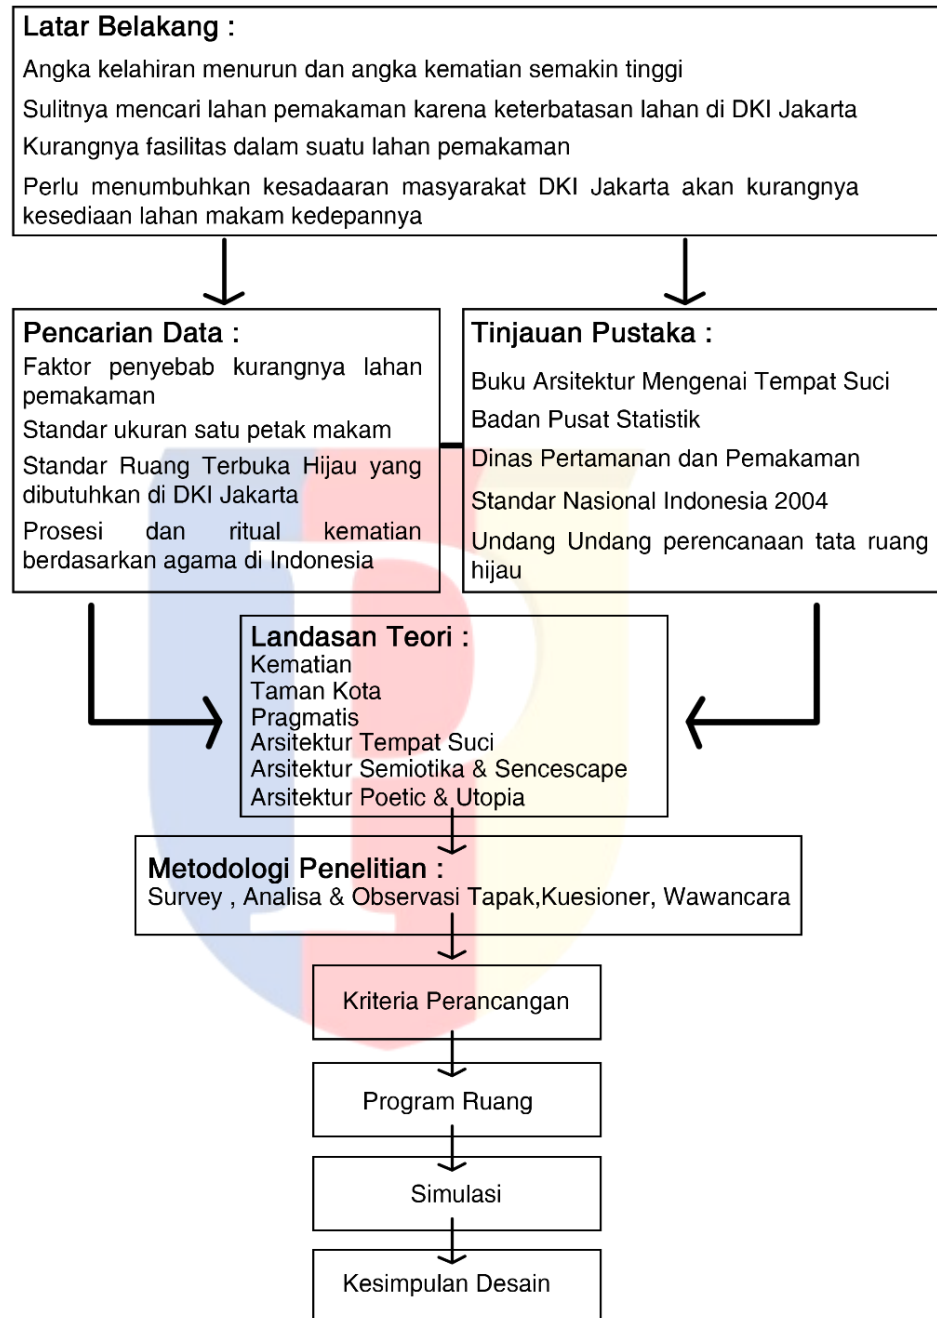 Latar Belakang :
Angka kelahiran menurun dan angka kematian semakin tinggi
Sulitnya mencari lahan pemakaman karena keterbatasan lahan di DKI Jakarta
Kurangnya fasilitas dalam suatu lahan pemakaman
Perlu menumbuhkan kesadaaran masyarakat DKI Jakarta akan kurangnya
kesediaan lahan makam kedepannya
Pencarian Data :
Faktor penyebab kurangnya lahan
pemakaman
Standar ukuran satu petak makam
Standar Ruang Terbuka Hijau yang
dibutuhkan di DKI Jakarta
Prosesi dan ritual kematian
berdasarkan agama di Indonesia
Tinjauan Pustaka :
Buku Arsitektur Mengenai Tempat Suci
Badan Pusat Statistik
Dinas Pertamanan dan Pemakaman
Standar Nasional Indonesia 2004
Undang Undang perencanaan tata ruang
hijau
Landasan Teori :
Kematian
Taman Kota
Pragmatis
Arsitektur Tempat Suci
Arsitektur Semiotika & Sencescape
Arsitektur Poetic & Utopia
Metodologi Penelitian :
Survey , Analisa & Observasi Tapak,Kuesioner, Wawancara
Kriteria Perancangan
Program Ruang
Simulasi
Kesimpulan Desain